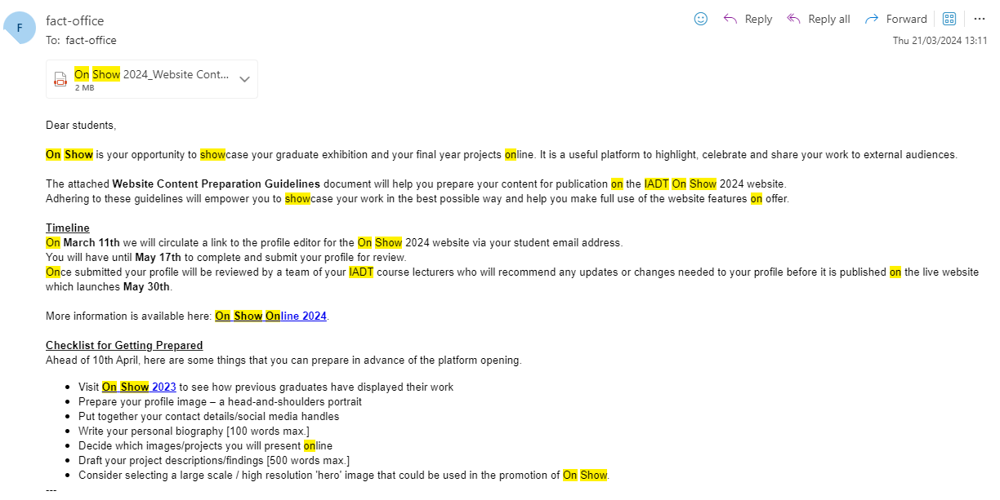 F
fact-office
Reply
Reply all
Forward
To: fact-office
Thu 21/03/2024 13:11
On Show 2024_Website Cont...
2 MB
Dear students,
On Show is your opportunity to showcase your graduate exhibition and your final year projects online. It is a useful platform to highlight, celebrate and share your work to external audiences.
The attached Website Content Preparation Guidelines document will help you prepare your content for publication on the IADT On Show 2024 website.
Adhering to these guidelines will empower you to showcase your work in the best possible way and help you make full use of the website features on offer.
Timeline
On March 11th we will circulate a link to the profile editor for the On Show 2024 website via your student email address.
You will have until May 17th to complete and submit your profile for review.
Once submitted your profile will be reviewed by a team of your IADT course lecturers who will recommend any updates or changes needed to your profile before it is published on the live website
which launches May 30th.
More information is available here: On Show Online 2024.
Checklist for Getting Prepared
Ahead of 10th April, here are some things that you can prepare in advance of the platform opening.
• Visit On Show 2023 to see how previous graduates have displayed their work
• Prepare your profile image – a head-and-shoulders portrait
• Put together your contact details/social media handles
• Write your personal biography [100 words max.]
• Decide which images/projects you will present online
• Draft your project descriptions/findings [500 words max.]
• Consider selecting a large scale / high resolution 'hero' image that could be used in the promotion of On Show.
---